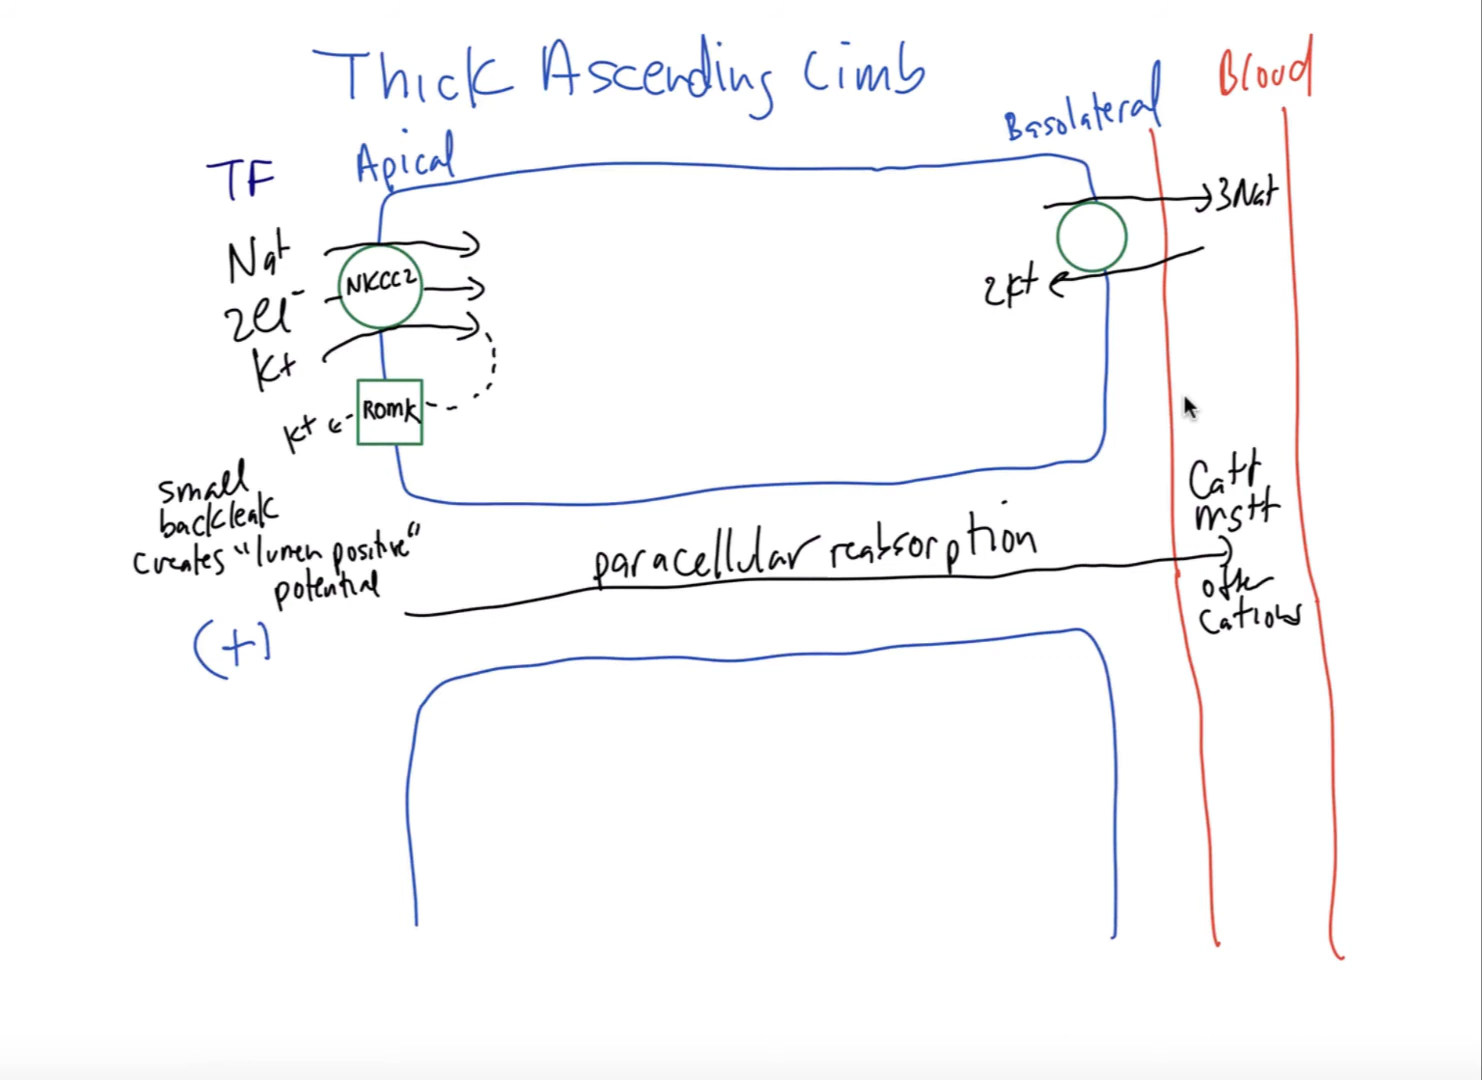 Thick Ascending Limb
Blood
Basolateral
TF
Apical
Na+
2Cl-
K+
NKCC2
ROMK
K+
3Na+
2K+
small
backleak
creates "lumen positive"
potential
(+)
paracellular reabsorption
Ca++
Mg++
other
cations